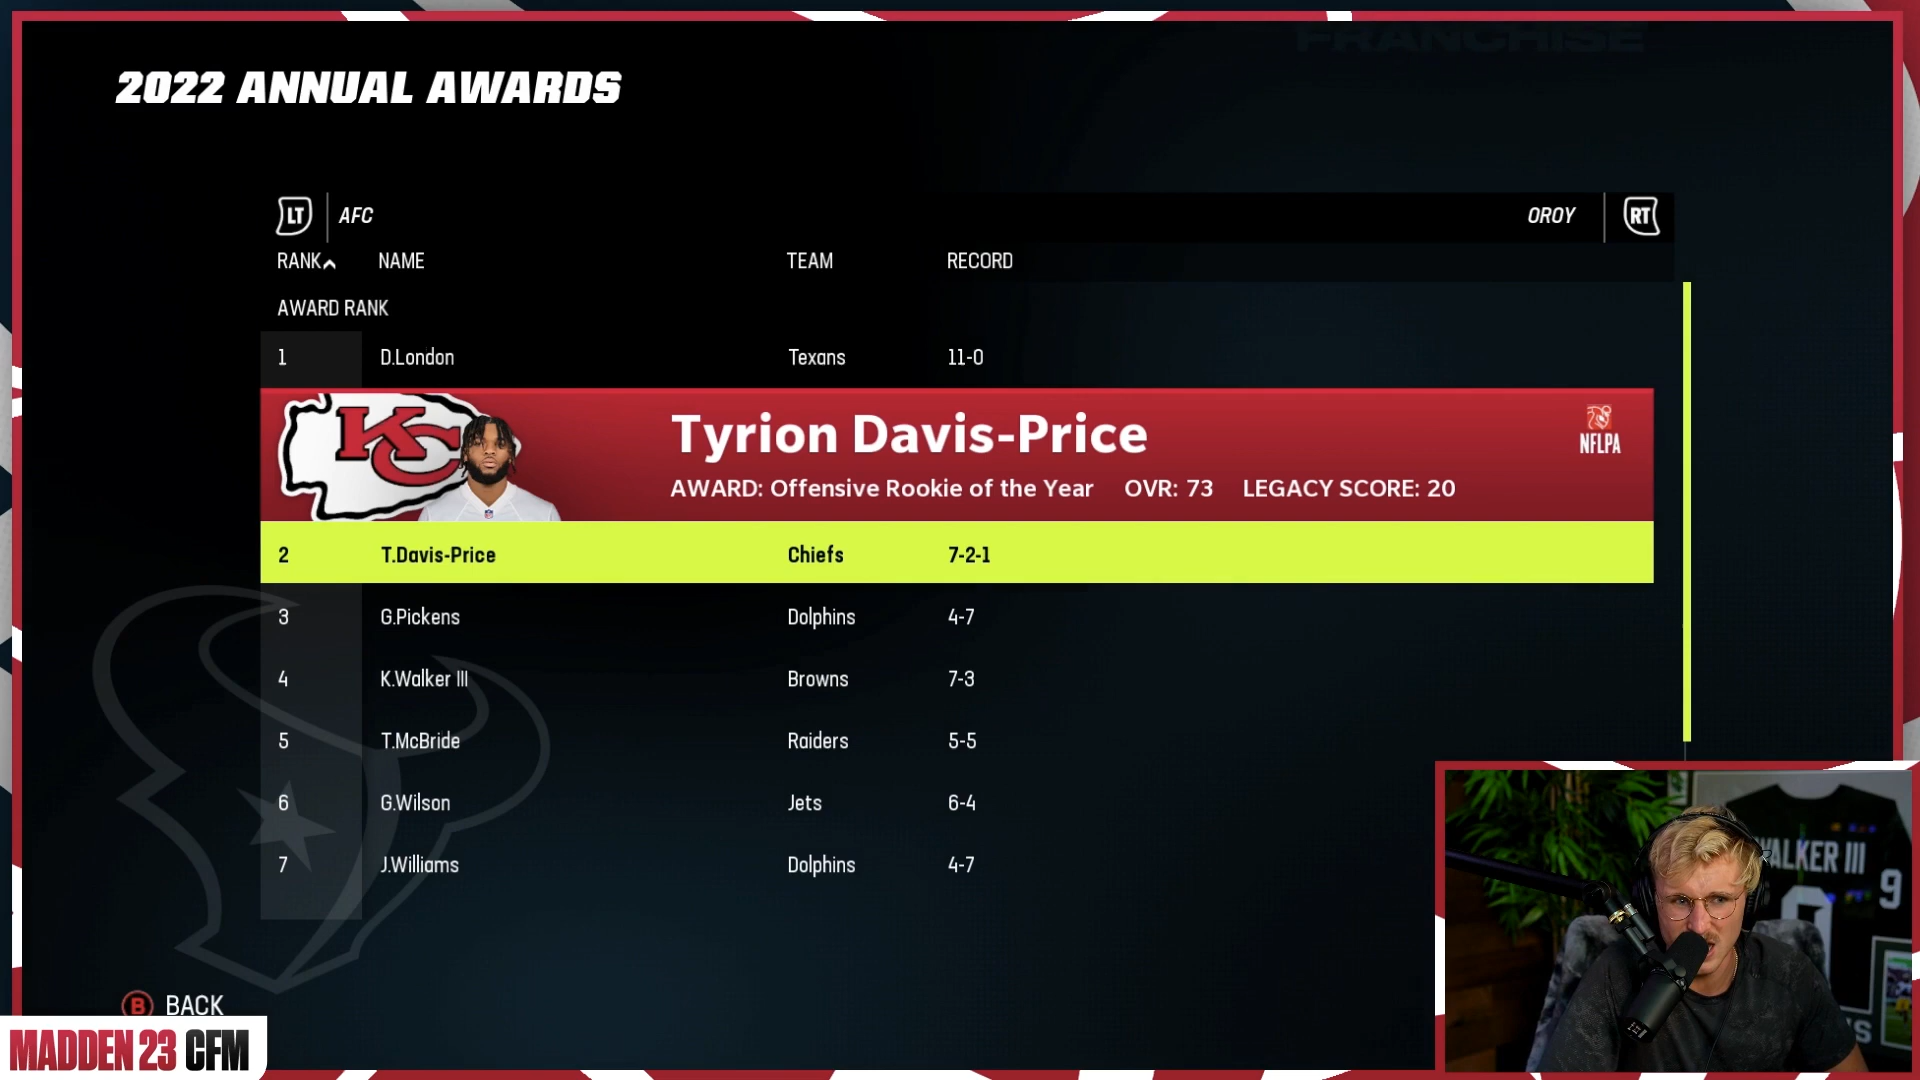 FRANCHISE
2022 ANNUAL AWARDS
LT AFC OROY RT
RANK NAME TEAM RECORD
AWARD RANK
1 D.London Texans 11-0
KC
Tyrion Davis-Price
NFLPA
AWARD: Offensive Rookie of the Year OVR: 73 LEGACY SCORE: 20
2 T.Davis-Price Chiefs 7-2-1
3 G.Pickens Dolphins 4-7
4 K.Walker III Browns 7-3
5 T.McBride Raiders 5-5
6 G.Wilson Jets 6-4
7 J.Williams Dolphins 4-7
WALKER III
9
B BACK
MADDEN 23 CFM